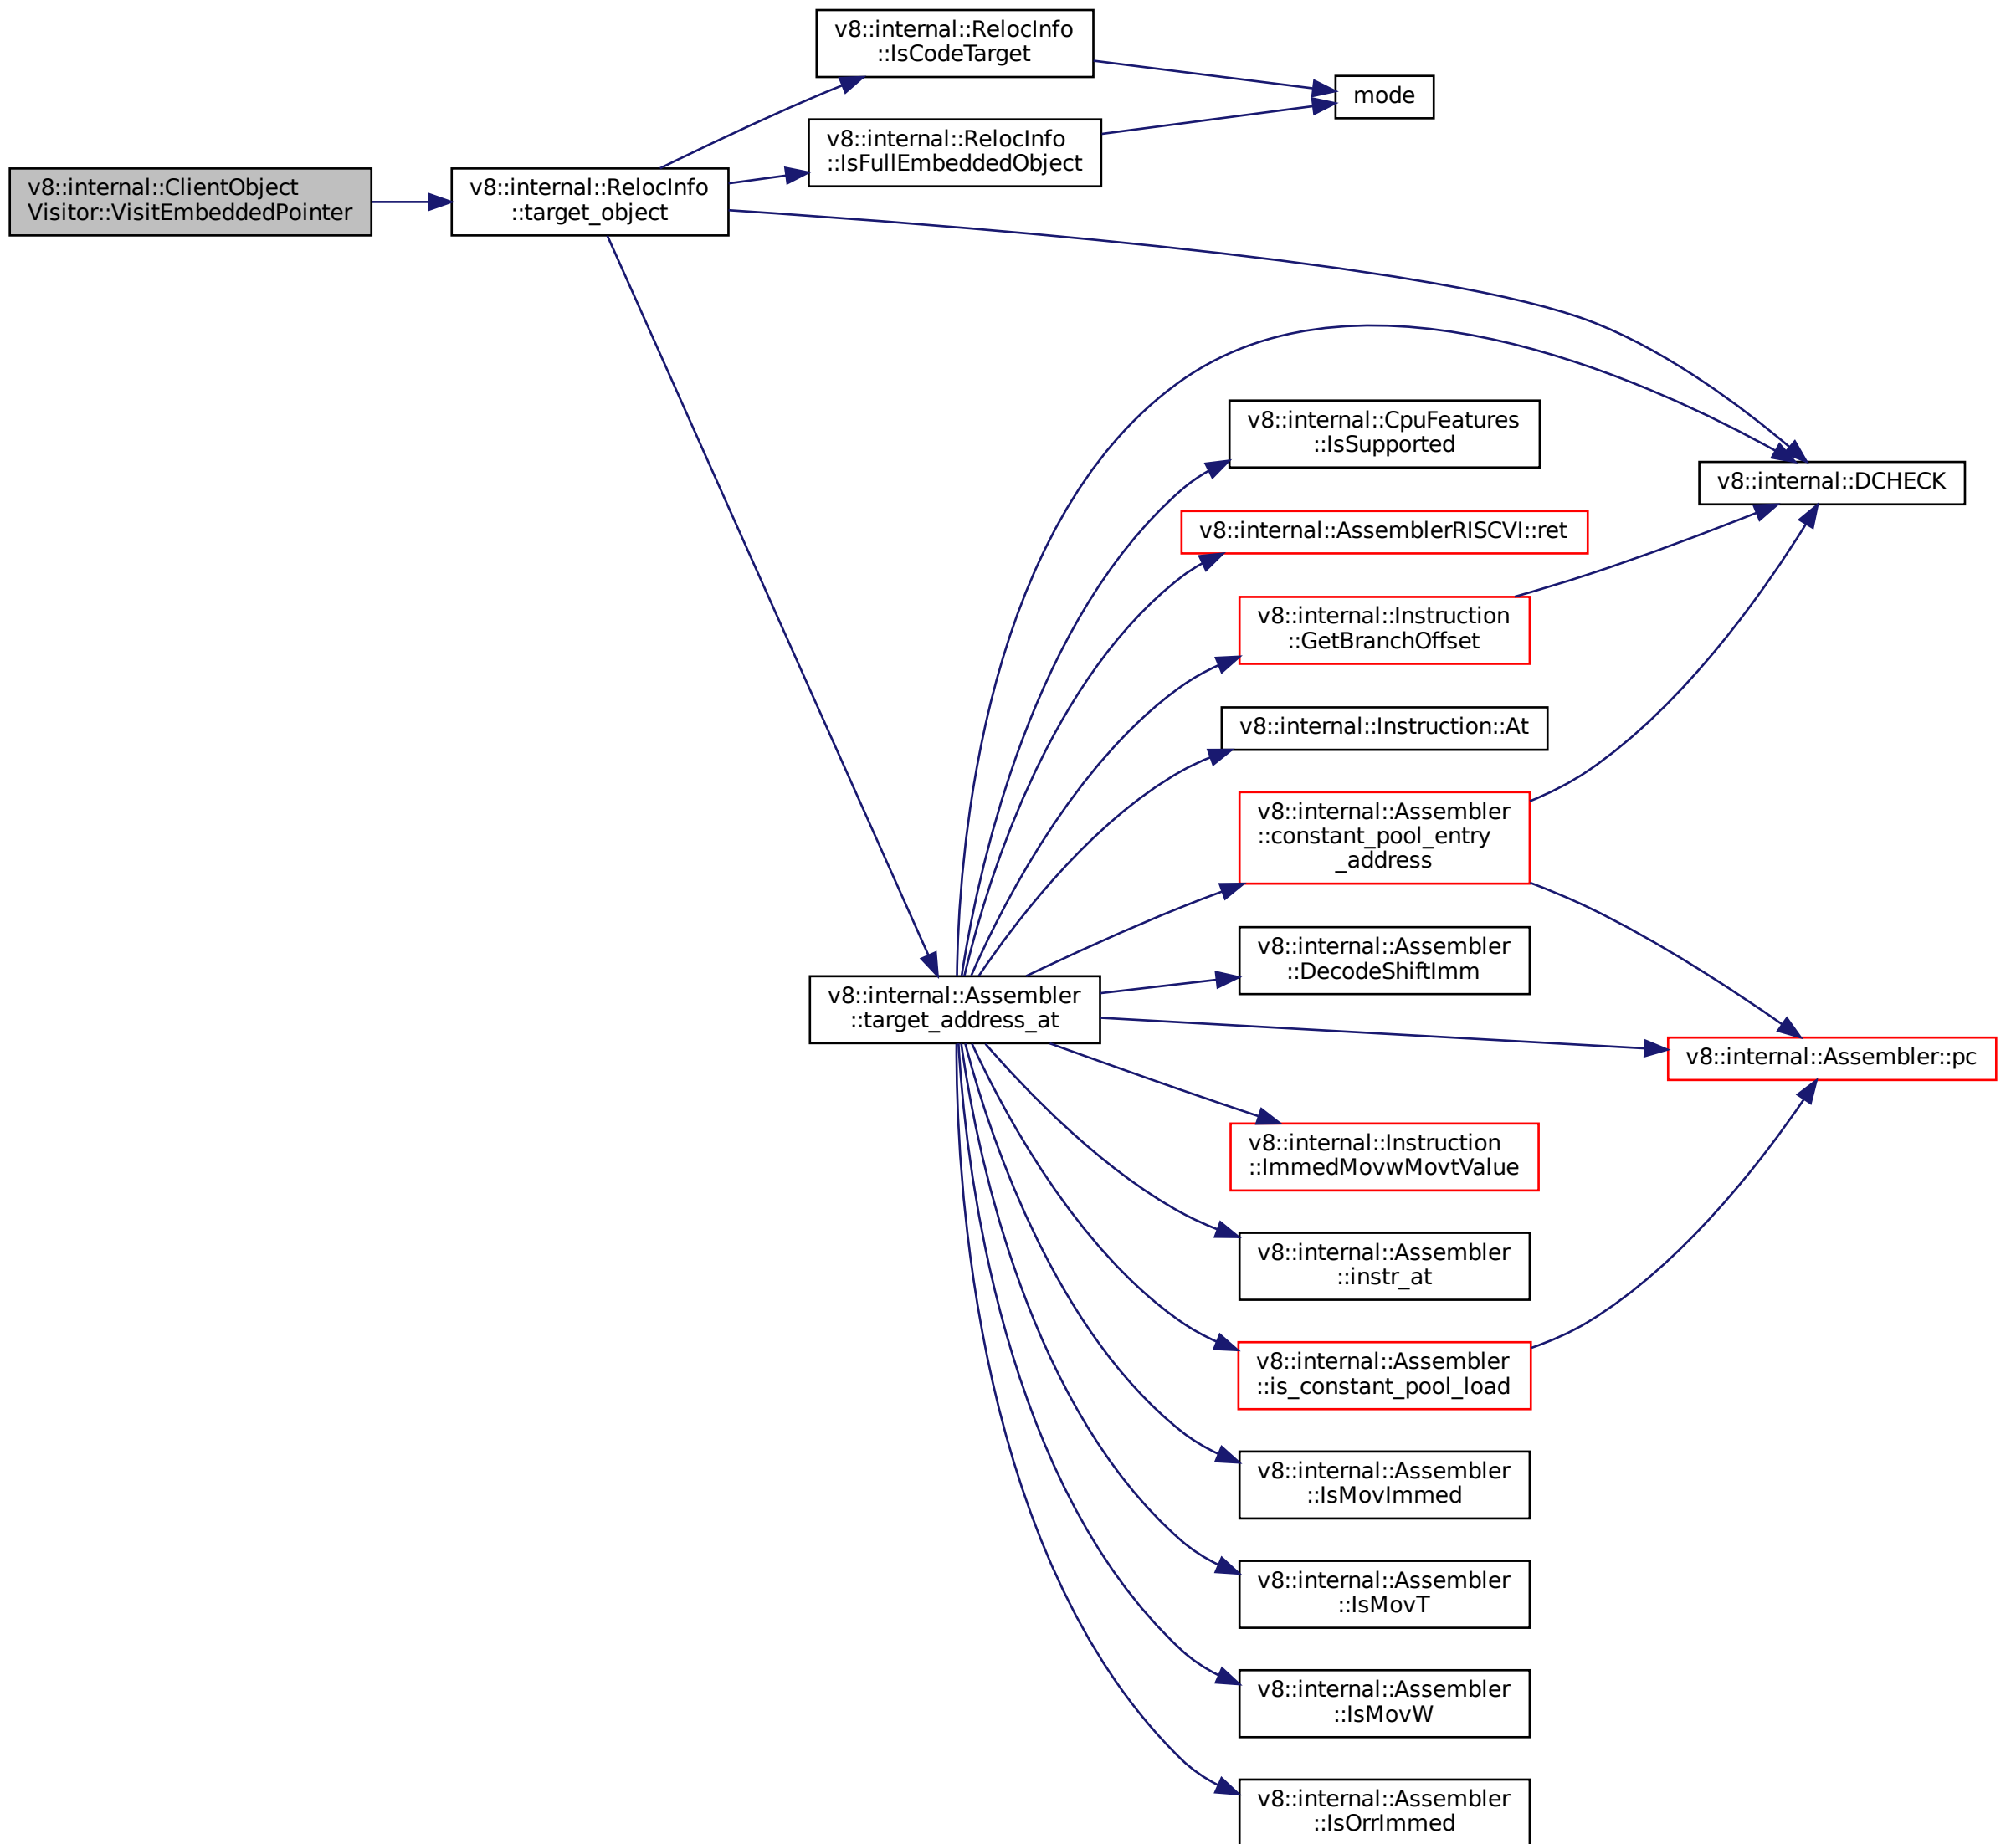 v8::internal::RelocInfo
::IsCodeTarget
mode
v8::internal::RelocInfo
::IsFullEmbeddedObject
v8::internal::ClientObject
Visitor::VisitEmbeddedPointer
v8::internal::RelocInfo
::target_object
v8::internal::CpuFeatures
::IsSupported
v8::internal::DCHECK
v8::internal::AssemblerRISCVI::ret
v8::internal::Instruction
::GetBranchOffset
v8::internal::Instruction::At
v8::internal::Assembler
::constant_pool_entry
_address
v8::internal::Assembler
::DecodeShiftImm
v8::internal::Assembler
::target_address_at
v8::internal::Assembler::pc
v8::internal::Instruction
::ImmedMovwMovtValue
v8::internal::Assembler
::instr_at
v8::internal::Assembler
::is_constant_pool_load
v8::internal::Assembler
::IsMovImmed
v8::internal::Assembler
::IsMovT
v8::internal::Assembler
::IsMovW
v8::internal::Assembler
::IsOrrImmed